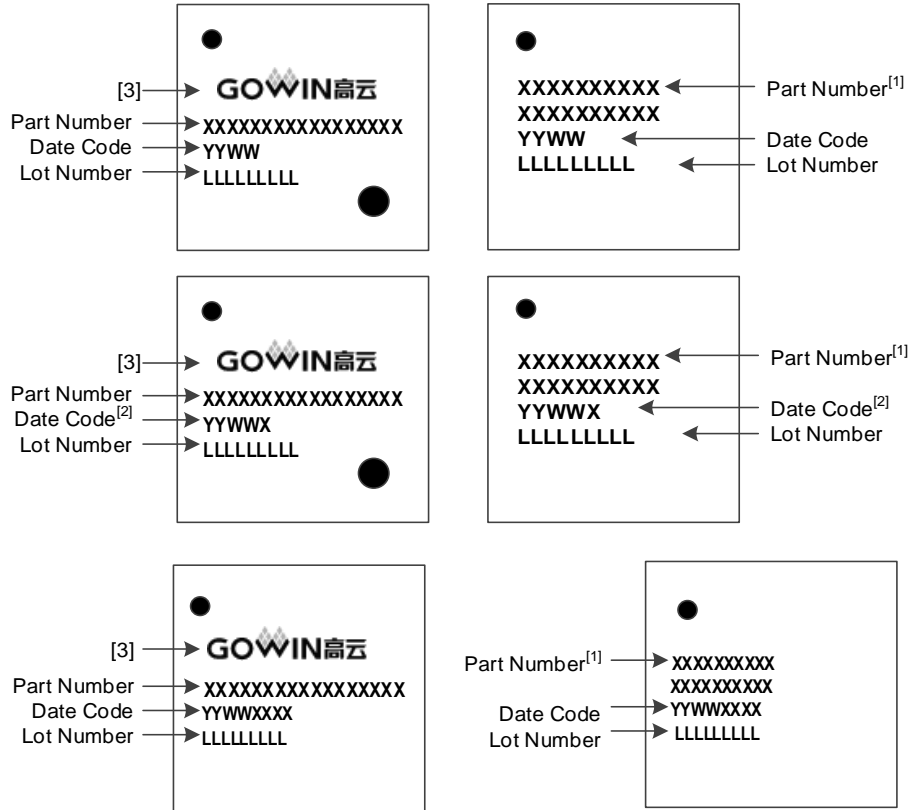 [3] GOWIN高云
Part Number XXXXXXXXXXXXXXXXX
Date Code YYWW
Lot Number LLLLLLLLL
XXXXXXXXXX Part Number[1]
XXXXXXXXXX
YYWW Date Code
LLLLLLLLL Lot Number
[3] GOWIN高云
Part Number XXXXXXXXXXXXXXXXX
Date Code[2] YYWWX
Lot Number LLLLLLLLL
XXXXXXXXXX Part Number[1]
XXXXXXXXXX
YYWWX Date Code[2]
LLLLLLLLL Lot Number
[3] GOWIN高云
Part Number XXXXXXXXXXXXXXXXX
Date Code YYWWXXXX
Lot Number LLLLLLLLL
Part Number[1] XXXXXXXXXX
XXXXXXXXXX
Date Code YYWWXXXX
Lot Number LLLLLLLLL